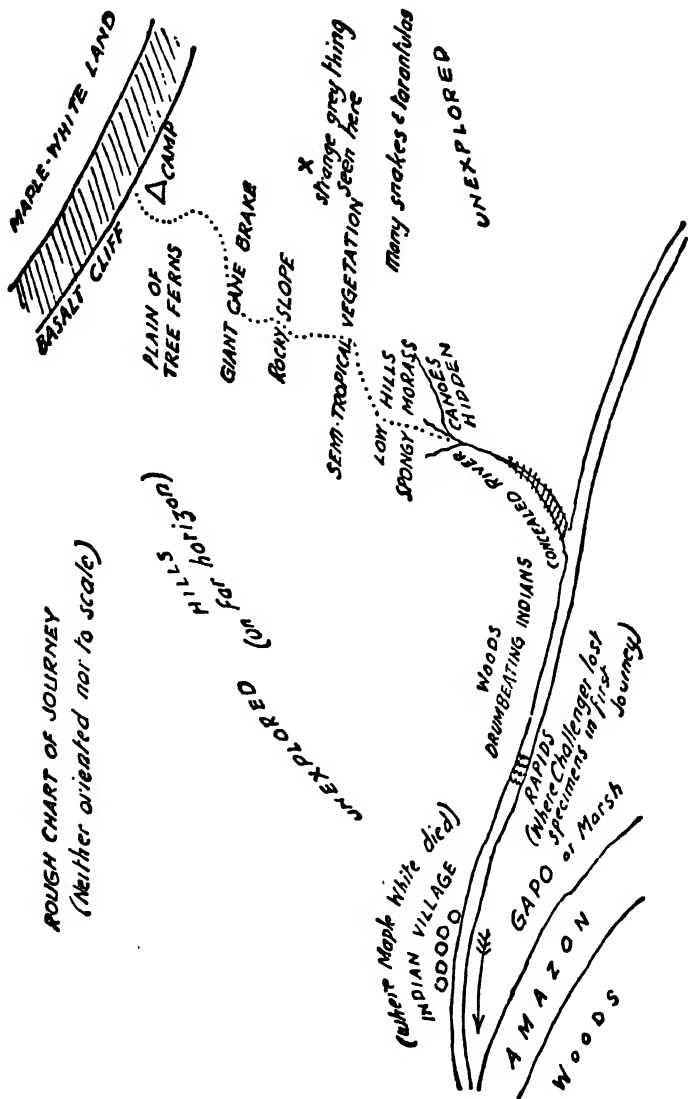 ROUGH CHART OF JOURNEY
(Neither oriented nor to scale)
MAPLE-WHITE LAND
BASALT CLIFF
CAMP
PLAIN OF
TREE FERNS
GIANT CANE BRAKE
ROCKY SLOPE
SEMI-TROPICAL VEGETATION
X
strange grey thing
seen here
many snakes & tarantulas
UNEXPLORED
LOW HILLS
SPONGY MORASS
CANOES
HIDDEN
CONCEALED RIVER
HILLS
(on far horizon)
UNEXPLORED
WOODS
DRUMBEATING INDIANS
RAPIDS
(where Challenger lost
specimens in first
Journey)
(where Maple White died)
INDIAN VILLAGE
GAPO or Marsh
AMAZON
WOODS